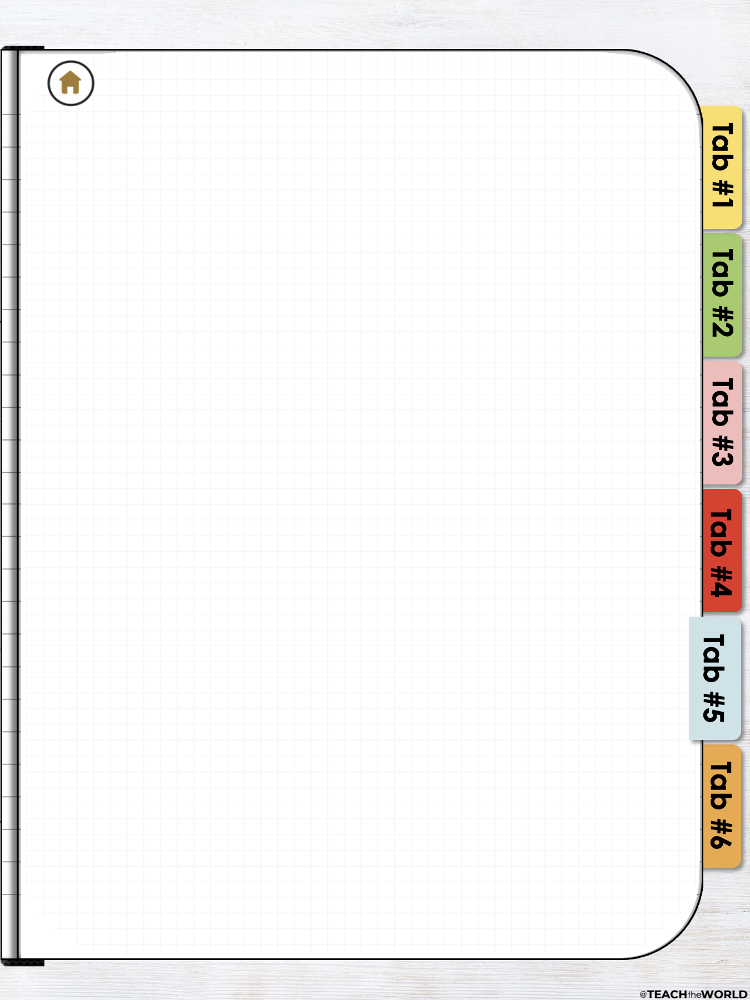 Tab #1
Tab #2
Tab #3
Tab #4
Tab #5
Tab #6
@TEACHtheWORLD